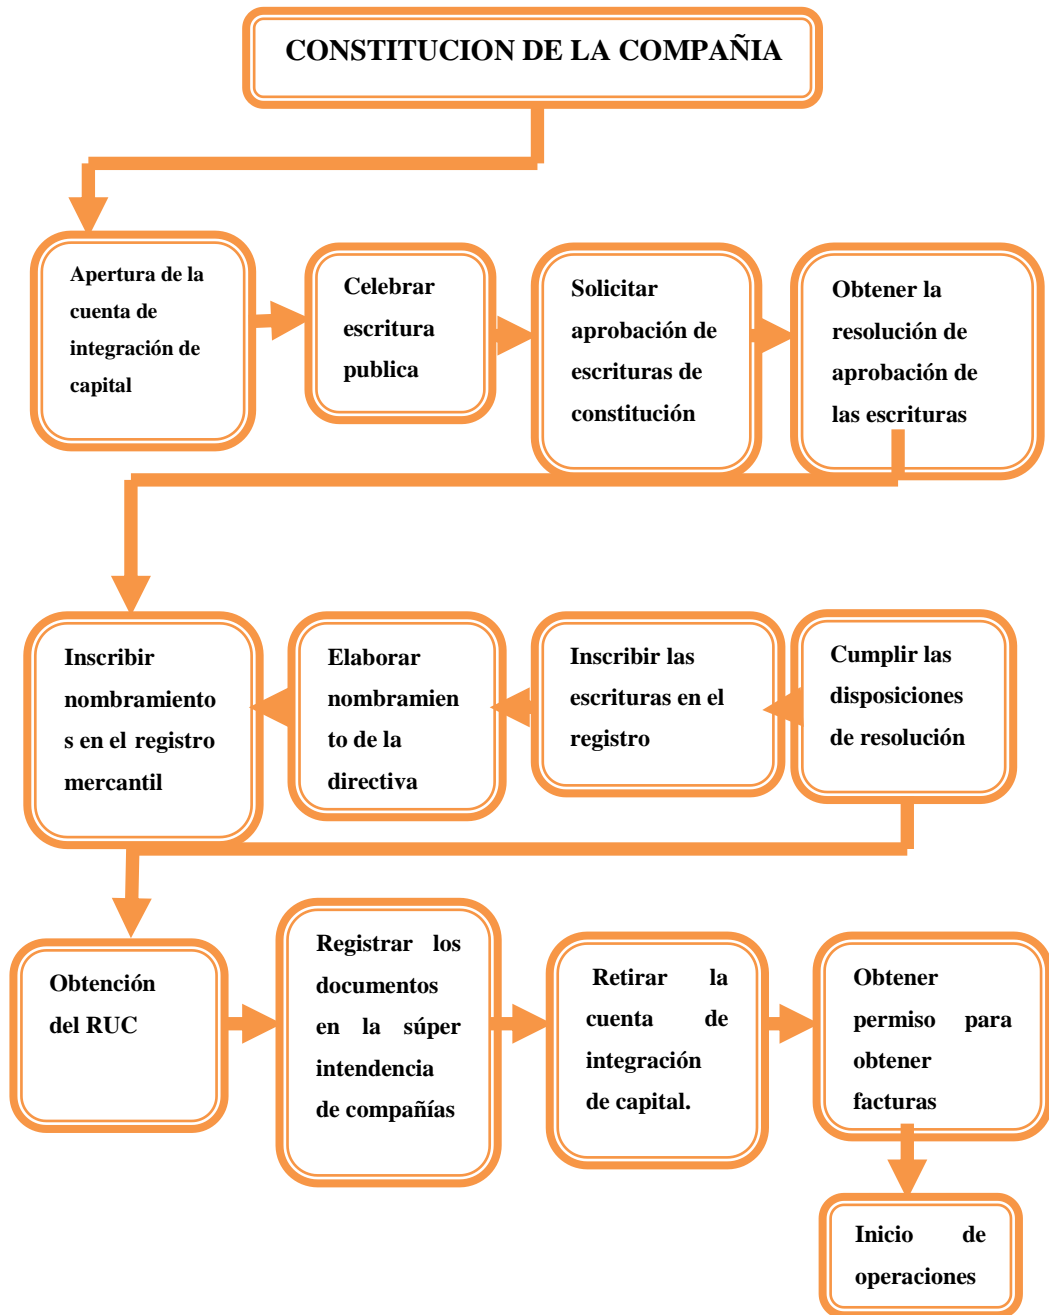 CONSTITUCION DE LA COMPAÑIA
Apertura de la
cuenta de
integración de
capital
Celebrar
escritura
publica
Solicitar
aprobación de
escrituras de
constitución
Obtener la
resolución de
aprobación de
las escrituras
Inscribir
nombramiento
s en el registro
mercantil
Elaborar
nombramien
to de la
directiva
Inscribir las
escrituras en el
registro
Cumplir las
disposiciones
de resolución
Obtención
del RUC
Registrar los
documentos
en la súper
intendencia
de compañías
Retirar la
cuenta de
integración
de capital.
Obtener
permiso para
obtener
facturas
Inicio de
operaciones